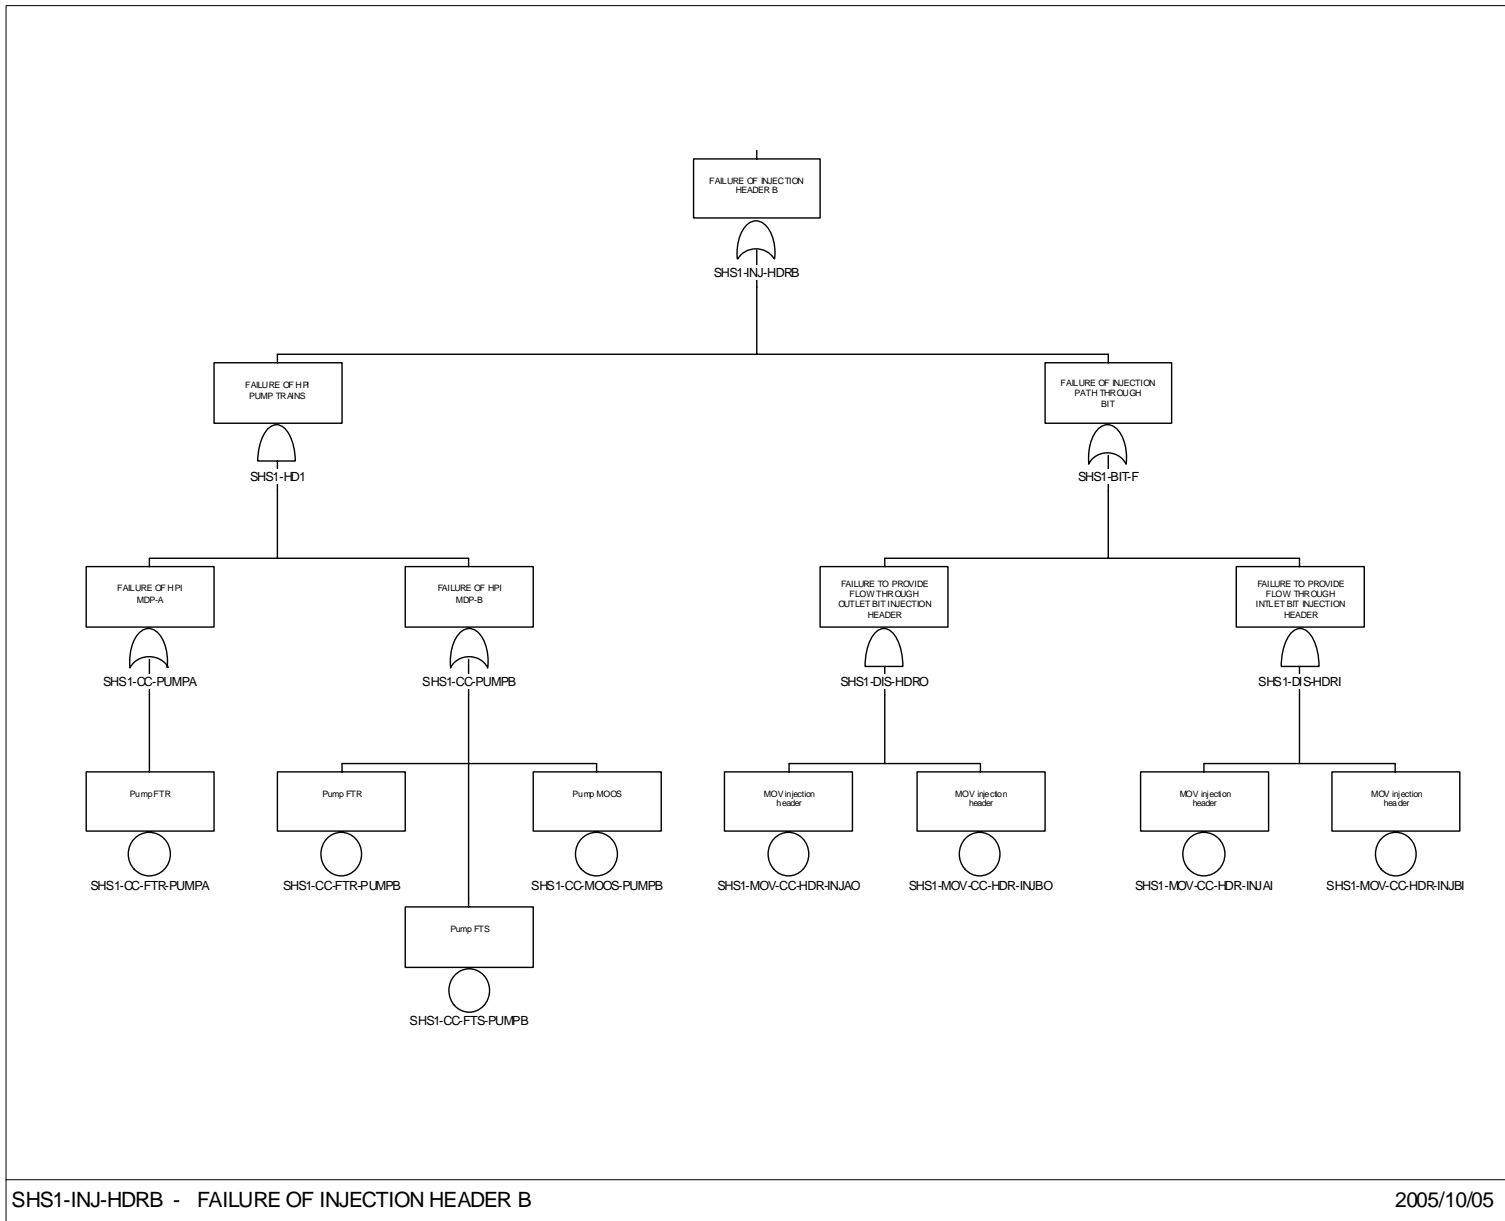 FAILURE OF INJECTION
HEADER B
SHS1-INJ-HDRB
FAILURE OF HPI
PUMP TRAINS
SHS1-HD1
FAILURE OF INJECTION
PATH THROUGH
BIT
SHS1-BIT-F
FAILURE OF HPI
MDP-A
SHS1-CC-PUMPA
FAILURE OF HPI
MDP-B
SHS1-CC-PUMPB
FAILURE TO PROVIDE
FLOW THROUGH
OUTLET BIT INJECTION
HEADER
SHS1-DIS-HDRO
FAILURE TO PROVIDE
FLOW THROUGH
INTLET BIT INJECTION
HEADER
SHS1-DIS-HDRI
Pump FTR
SHS1-CC-FTR-PUMPA
Pump FTR
SHS1-CC-FTR-PUMPB
Pump MOOS
SHS1-CC-MOOS-PUMPB
MOV injection
header
SHS1-MOV-CC-HDR-INJAO
MOV injection
header
SHS1-MOV-CC-HDR-INJBO
MOV injection
header
SHS1-MOV-CC-HDR-INJAI
MOV injection
header
SHS1-MOV-CC-HDR-INJBI
Pump FTS
SHS1-CC-FTS-PUMPB
SHS1-INJ-HDRB - FAILURE OF INJECTION HEADER B
2005/10/05